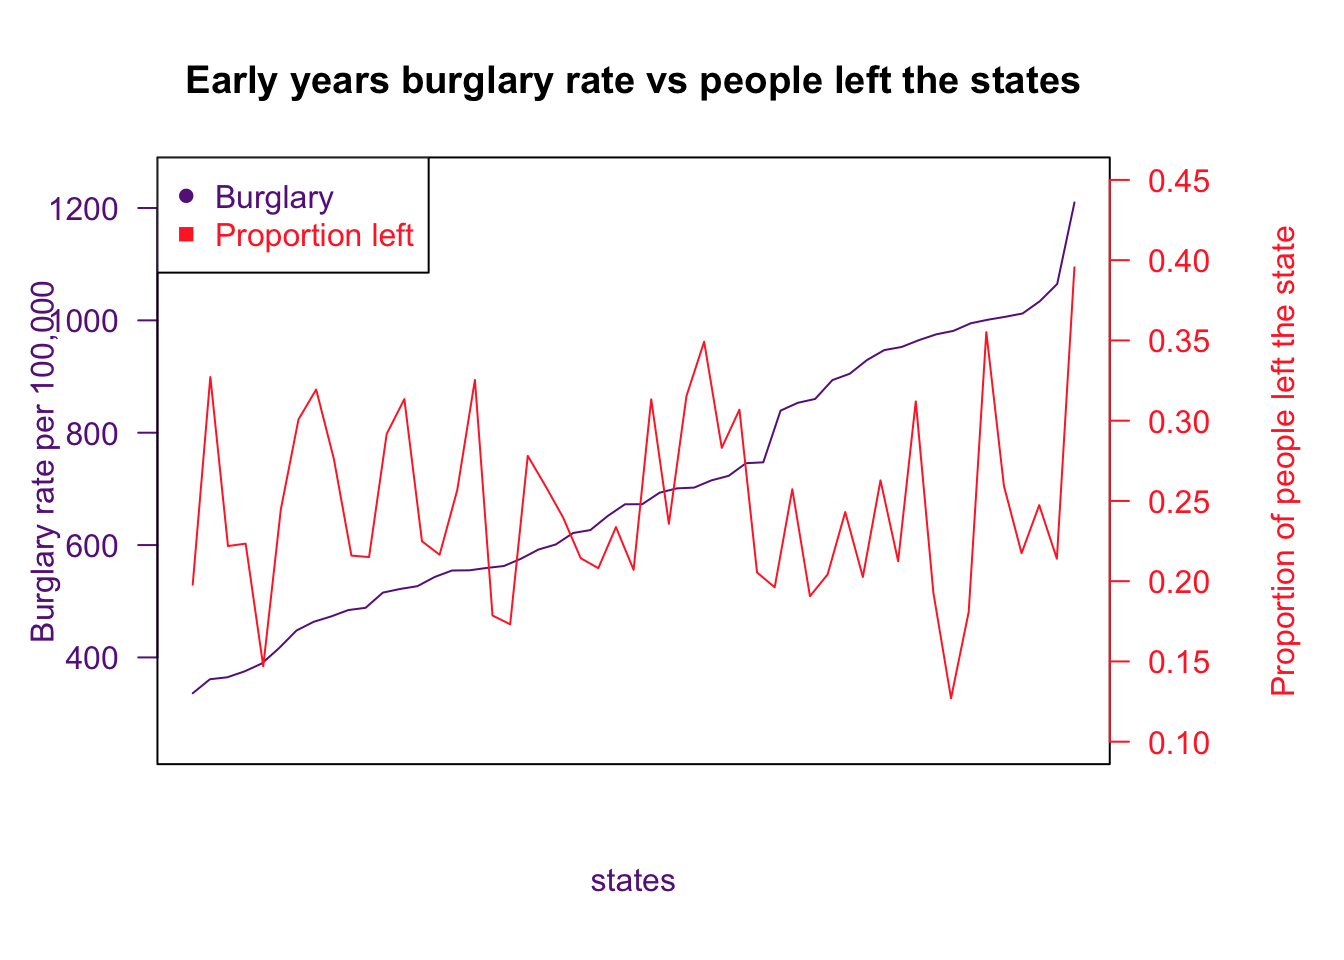 Early years burglary rate vs people left the states
Burglary
Proportion left
Burglary rate per 100,000
1200
1000
800
600
400
0.45
0.40
0.35
0.30
0.25
0.20
0.15
0.10
Proportion of people left the state
states